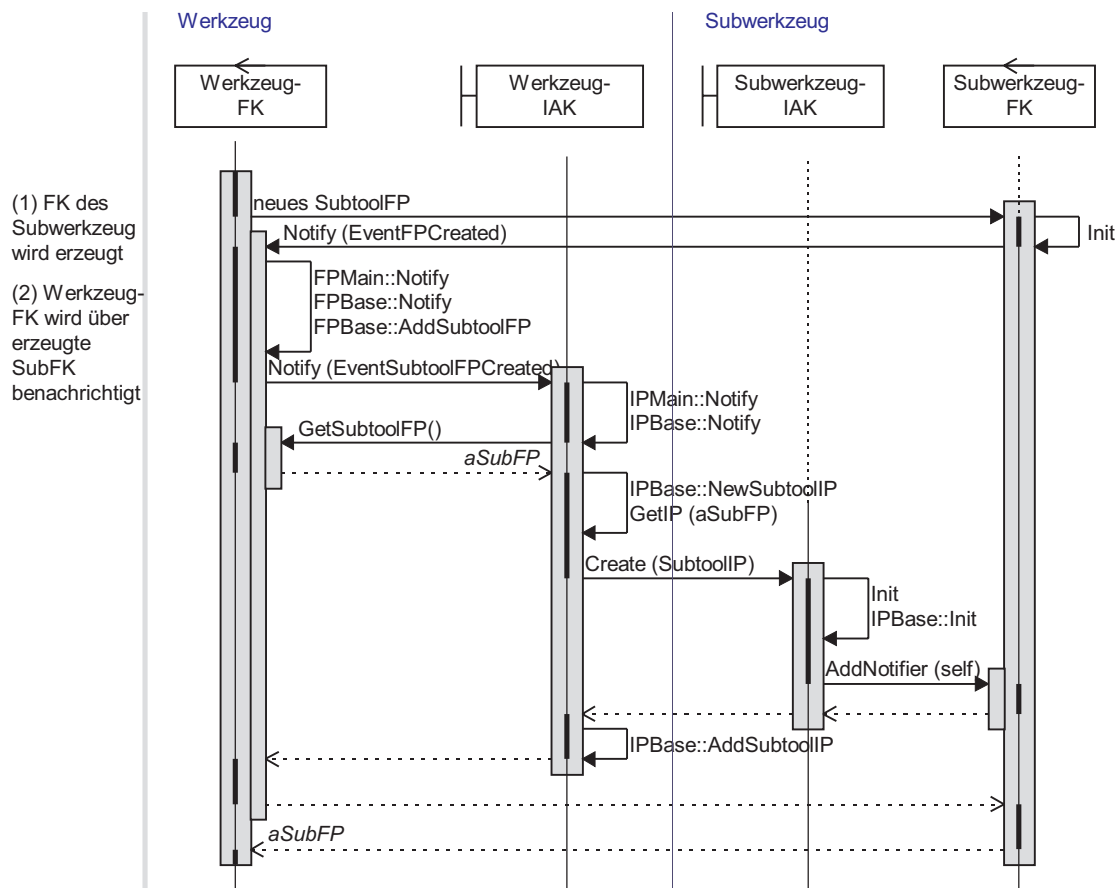 Werkzeug
Subwerkzeug
Werkzeug-
FK
Werkzeug-
IAK
Subwerkzeug-
IAK
Subwerkzeug-
FK
(1) FK des
Subwerkzeug
wird erzeugt
(2) Werkzeug-
FK wird über
erzeugte
SubFK
benachrichtigt
neues SubtoolFP
Init
Notify (EventFPCreated)
FPMain::Notify
FPBase::Notify
FPBase::AddSubtoolFP
Notify (EventSubtoolFPCreated)
IPMain::Notify
IPBase::Notify
GetSubtoolFP()
aSubFP
IPBase::NewSubtoolIP
GetIP (aSubFP)
Create (SubtoolIP)
Init
IPBase::Init
AddNotifier (self)
IPBase::AddSubtoolIP
aSubFP